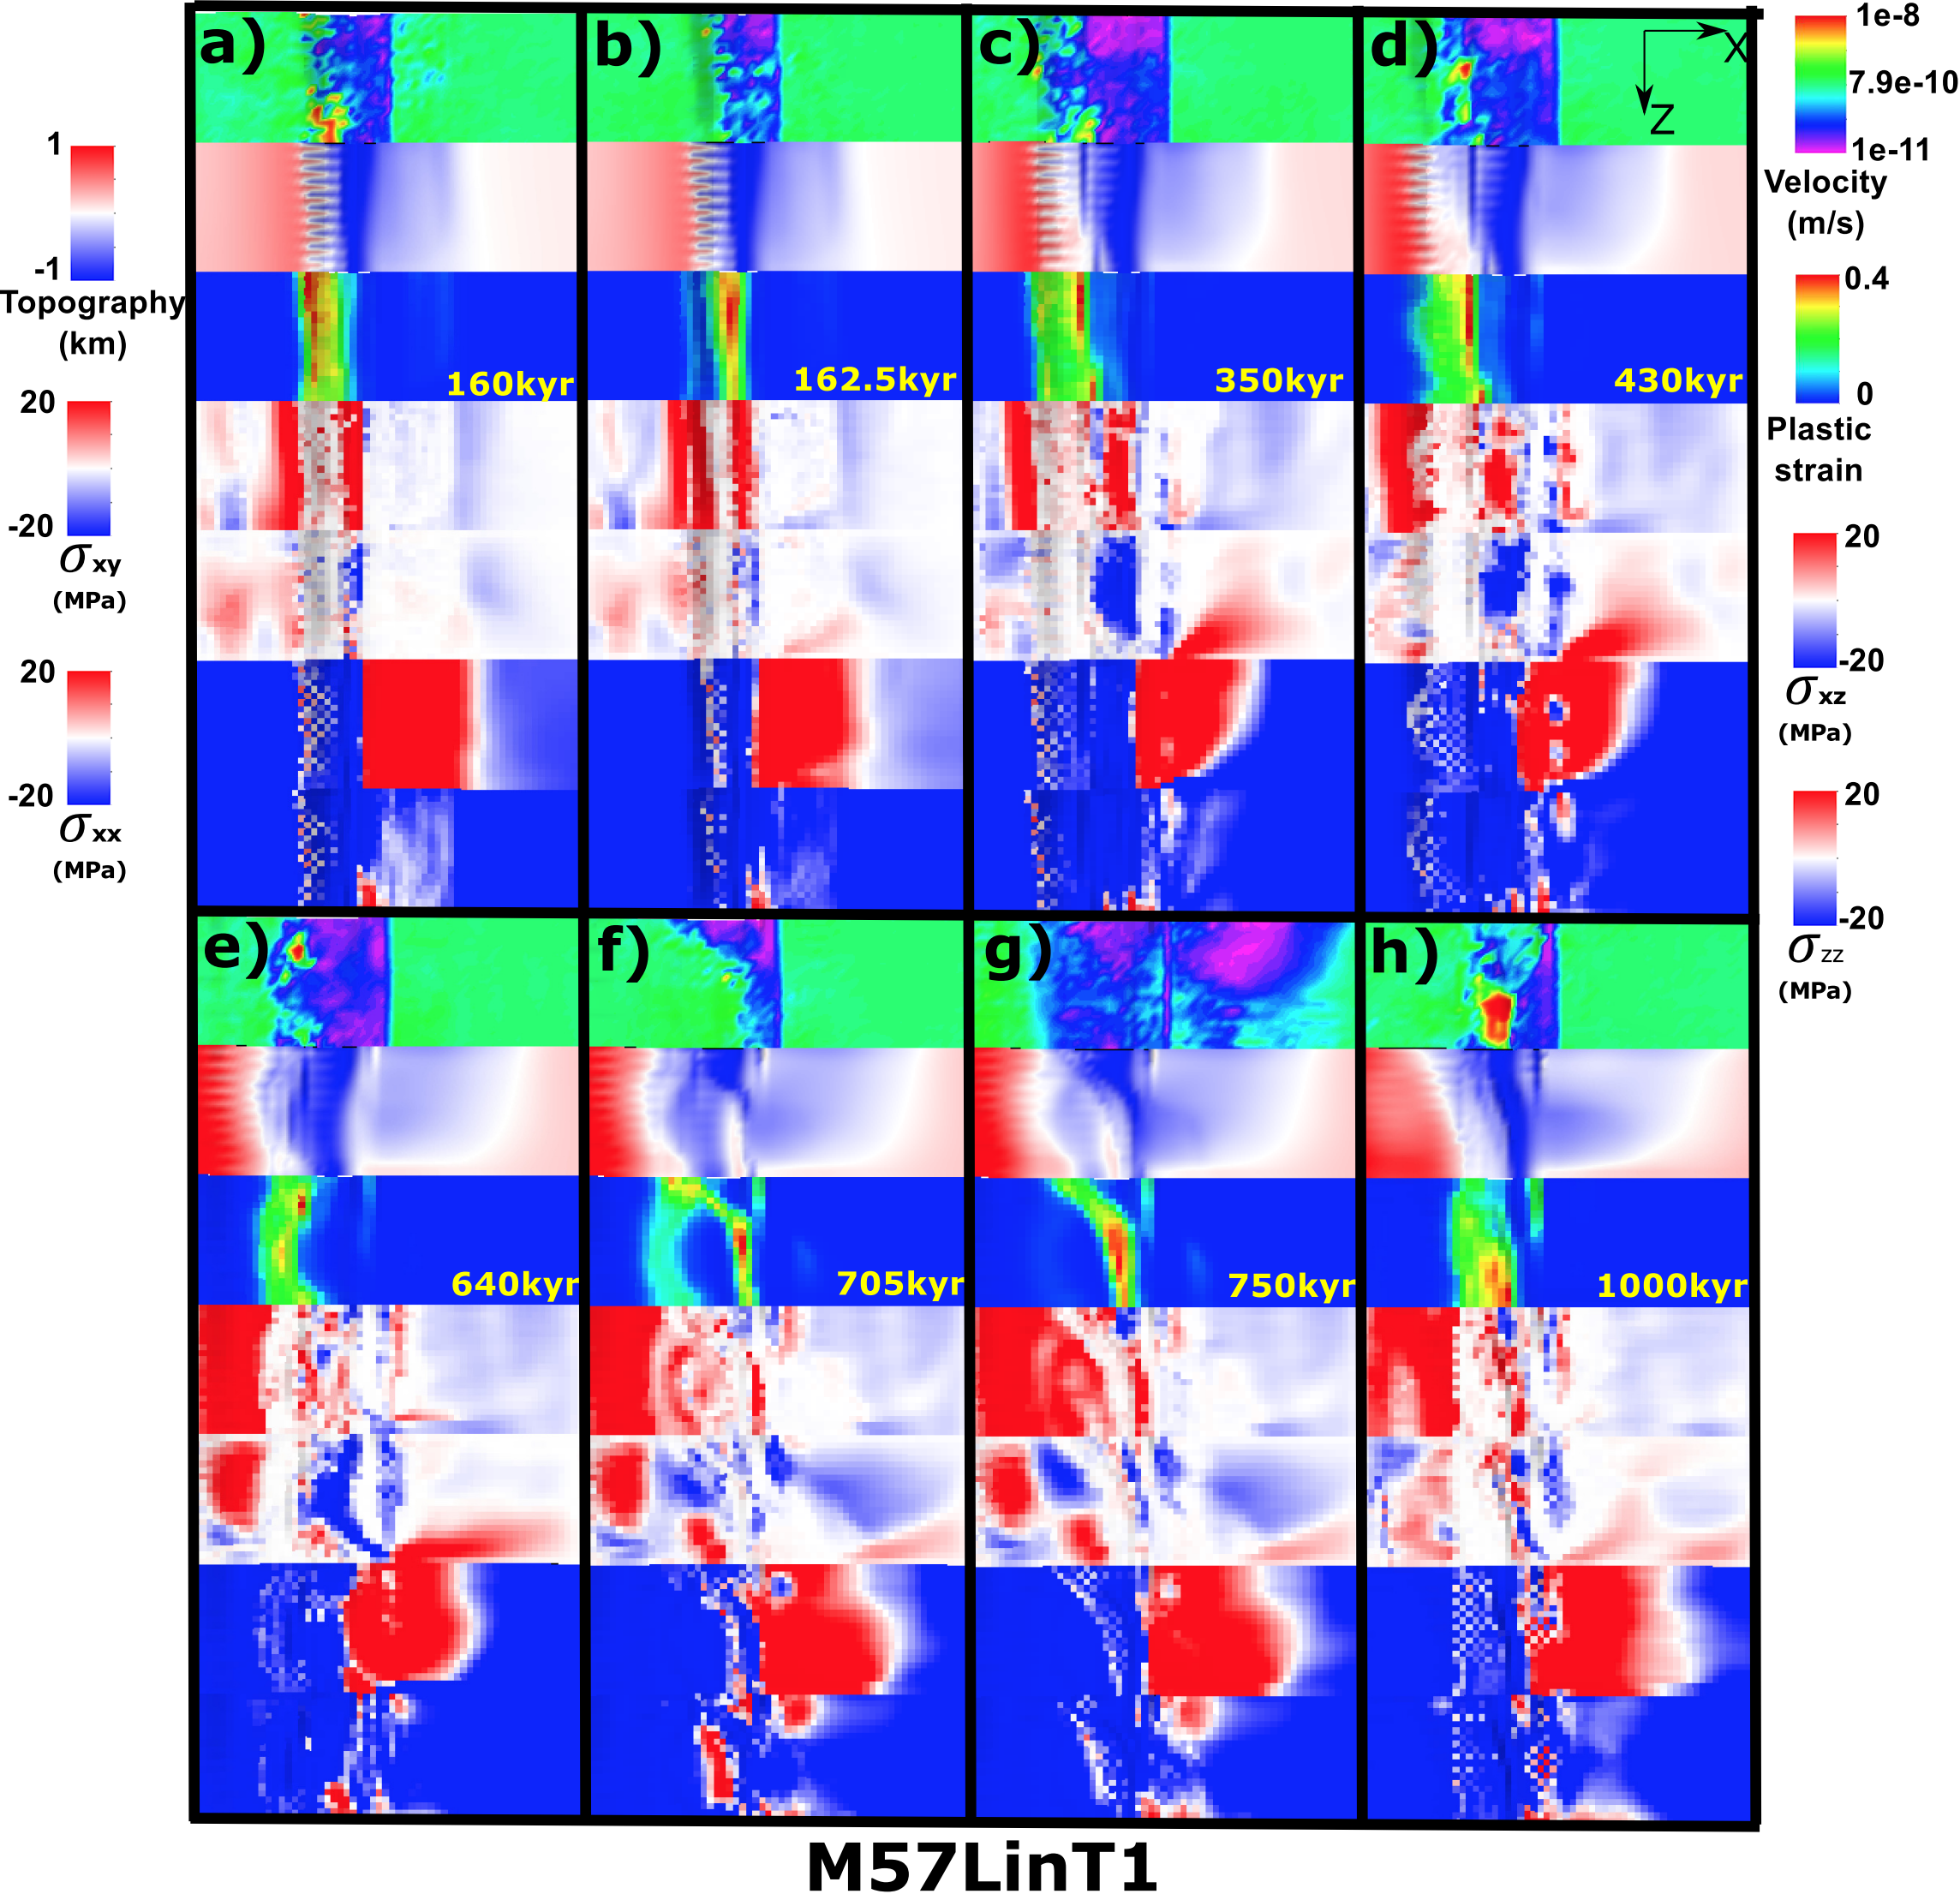 a)
b)
c)
d)
X
Z
160kyr
162.5kyr
350kyr
430kyr
1
-1
Topography
(km)
20
-20
σxy
(MPa)
20
-20
σxx
(MPa)
1e-8
7.9e-10
1e-11
Velocity
(m/s)
0.4
0
Plastic
strain
20
-20
σxz
(MPa)
20
-20
σzz
(MPa)
e)
f)
g)
h)
640kyr
705kyr
750kyr
1000kyr
M57LinT1